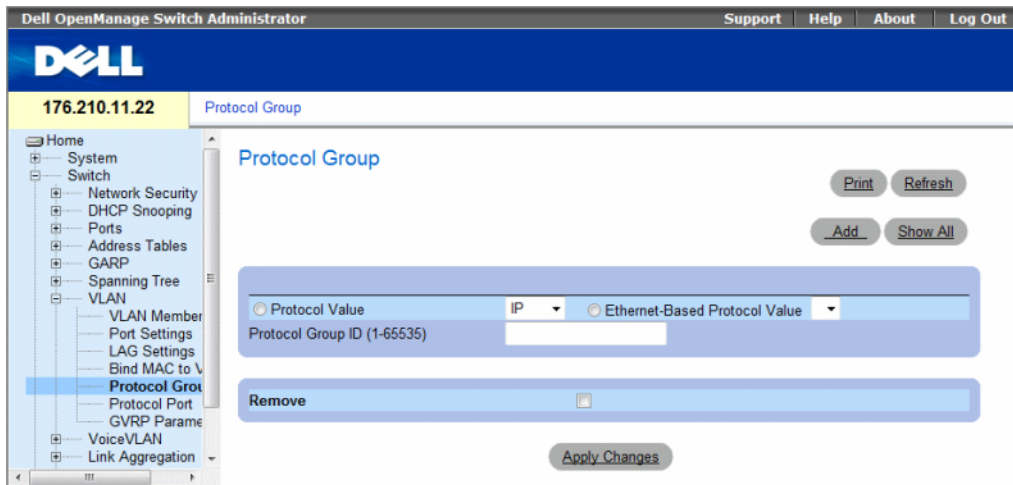 Dell OpenManage Switch Administrator Support Help About Log Out
DELL
176.210.11.22 Protocol Group
Home
System
Switch
Network Security
DHCP Snooping
Ports
Address Tables
GARP
Spanning Tree
VLAN
VLAN Member
Port Settings
LAG Settings
Bind MAC to V
Protocol Grou
Protocol Port
GVRP Parame
VoiceVLAN
Link Aggregation
Protocol Group
Print Refresh
Add Show All
Protocol Value IP Ethernet-Based Protocol Value
Protocol Group ID (1-65535)
Remove
Apply Changes